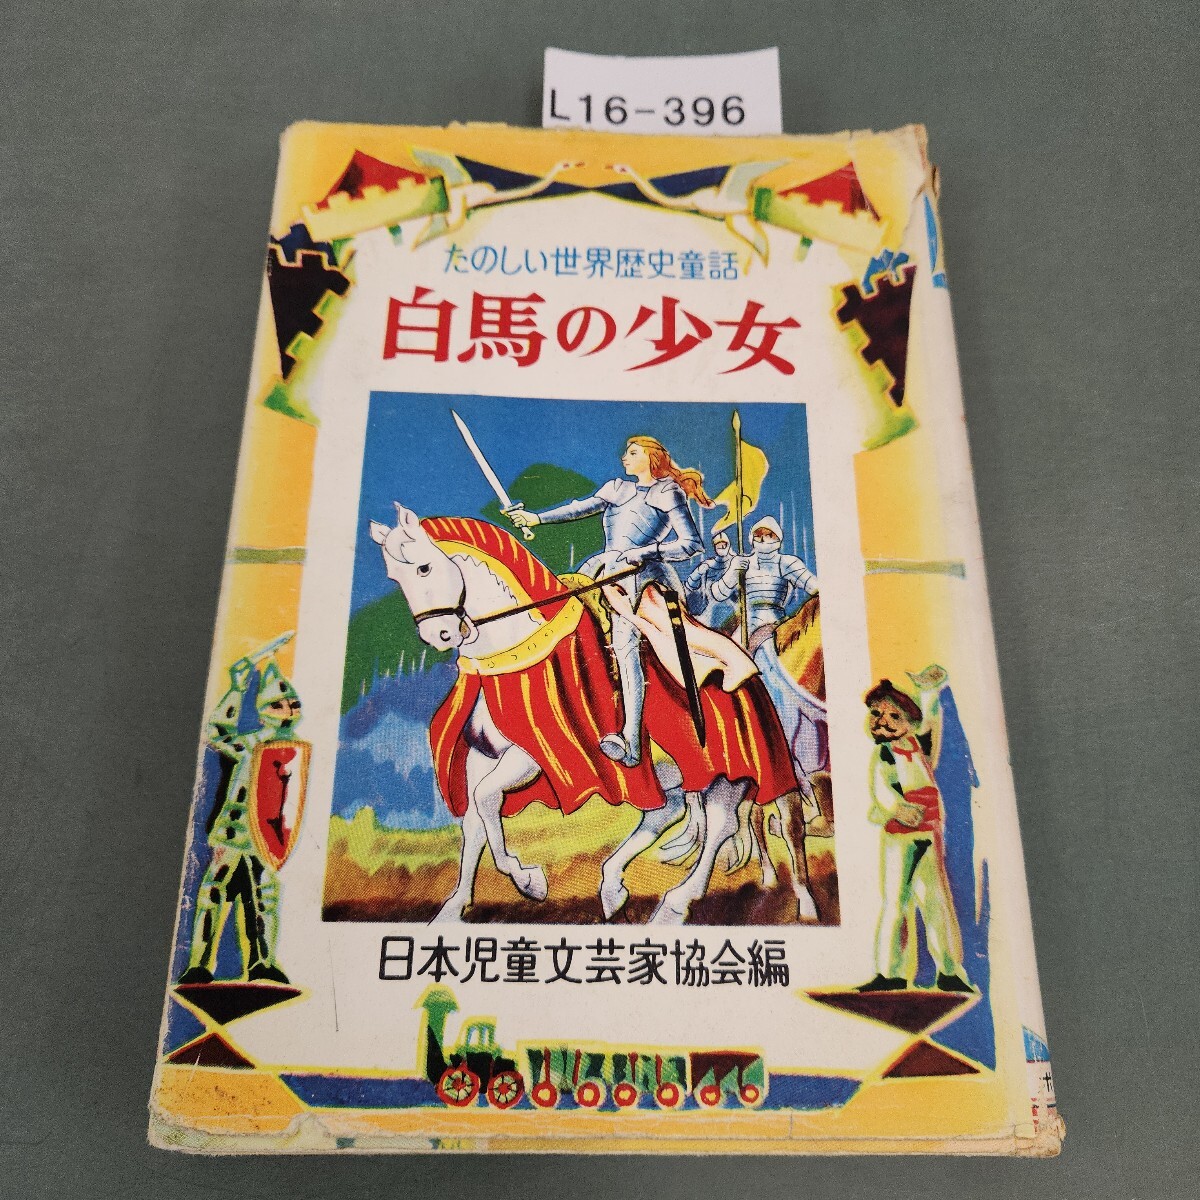 L16-396
たのしい世界歴史童話
白馬の少女
日本児童文芸家協会編